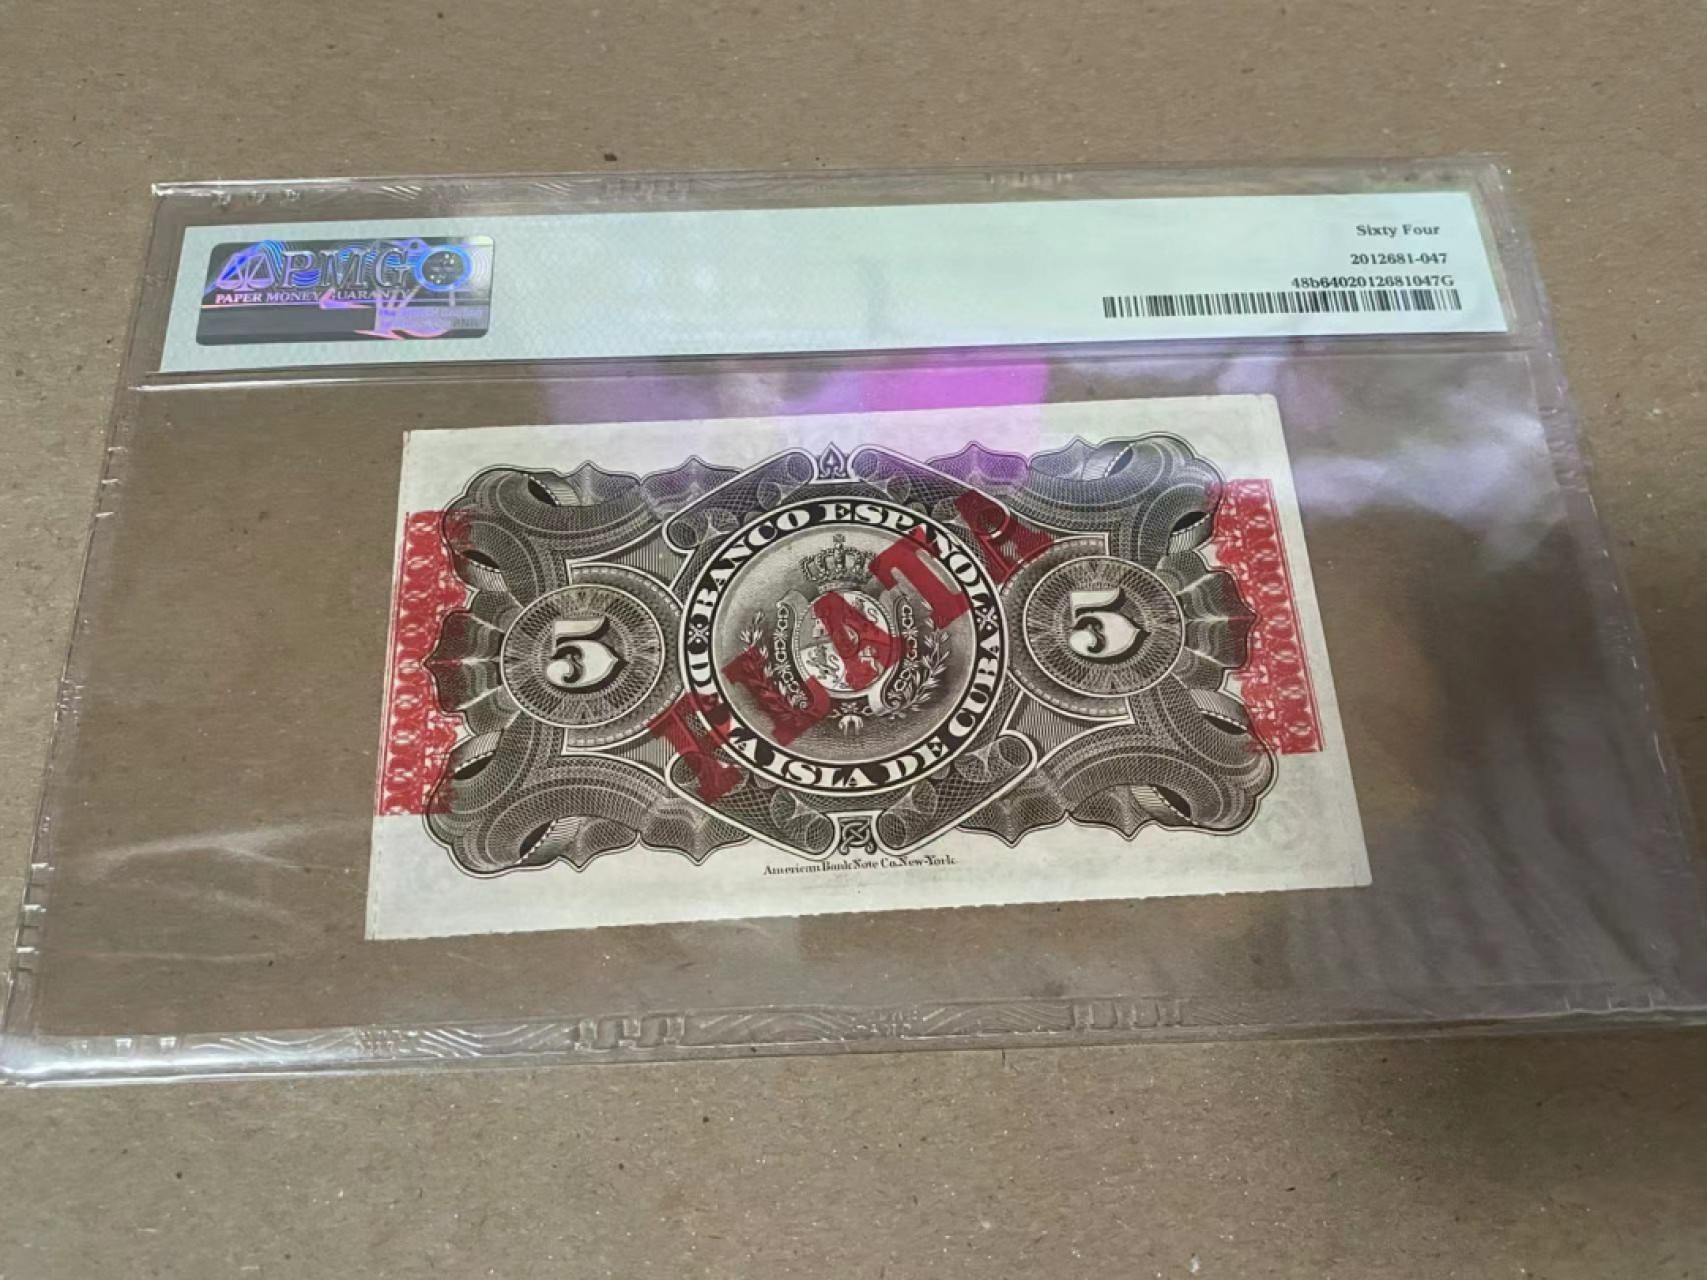 PMG
PAPER MONEY GUARANTY
Sixty Four
2012681-047
48b6402012681047G
BANCO ESPAÑOL
DE LA ISLA DE CUBA
5
5
PLATA
American Bank Note Co. New-York.